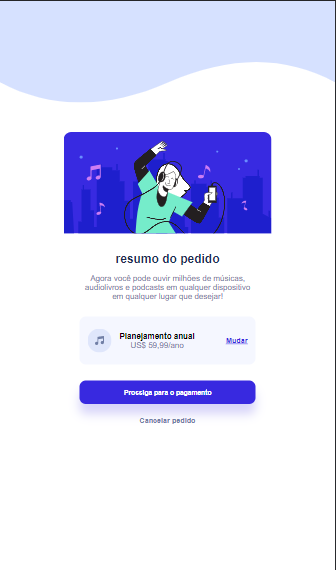 resumo do pedido
Agora você pode ouvir milhões de músicas,
audiolivros e podcasts em qualquer dispositivo
em qualquer lugar que desejar!
Planejamento anual
US$ 59,99/ano
Mudar
Prossiga para o pagamento
Cancelar pedido